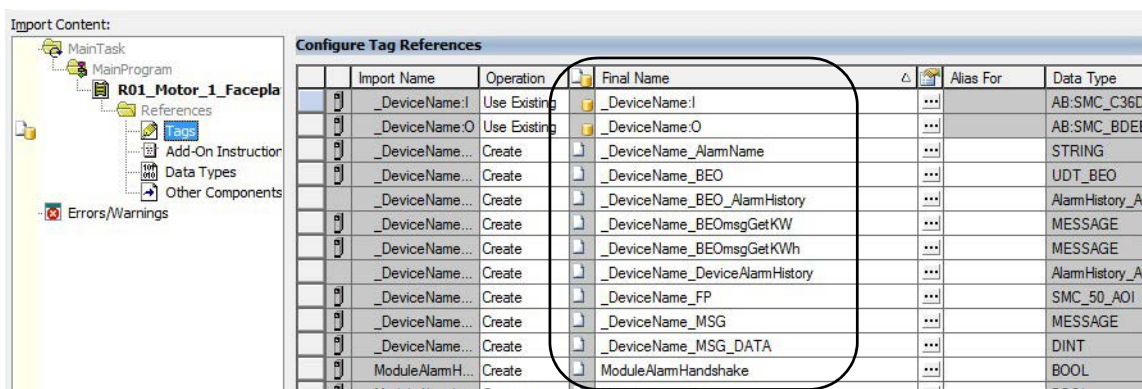 Import Content:
MainTask
MainProgram
R01_Motor_1_Facepla
References
Tags
Add-On Instruction
Data Types
Other Components
Errors/Warnings
Configure Tag References
Import Name Operation Final Name Alias For Data Type
_DeviceName:I Use Existing _DeviceName:I ... AB:SMC_C36D
_DeviceName:O Use Existing _DeviceName:O ... AB:SMC_BDEE
_DeviceName... Create _DeviceName_AlarmName ... STRING
_DeviceName... Create _DeviceName_BEO ... UDT_BEO
_DeviceName... Create _DeviceName_BEO_AlarmHistory ... AlarmHistory_A
_DeviceName... Create _DeviceName_BEOmsgGetKW ... MESSAGE
_DeviceName... Create _DeviceName_BEOmsgGetKWh ... MESSAGE
_DeviceName... Create _DeviceName_DeviceAlarmHistory ... AlarmHistory_A
_DeviceName... Create _DeviceName_FP ... SMC_50_AOI
_DeviceName... Create _DeviceName_MSG ... MESSAGE
_DeviceName... Create _DeviceName_MSG_DATA ... DINT
ModuleAlarmH... Create ModuleAlarmHandshake ... BOOL